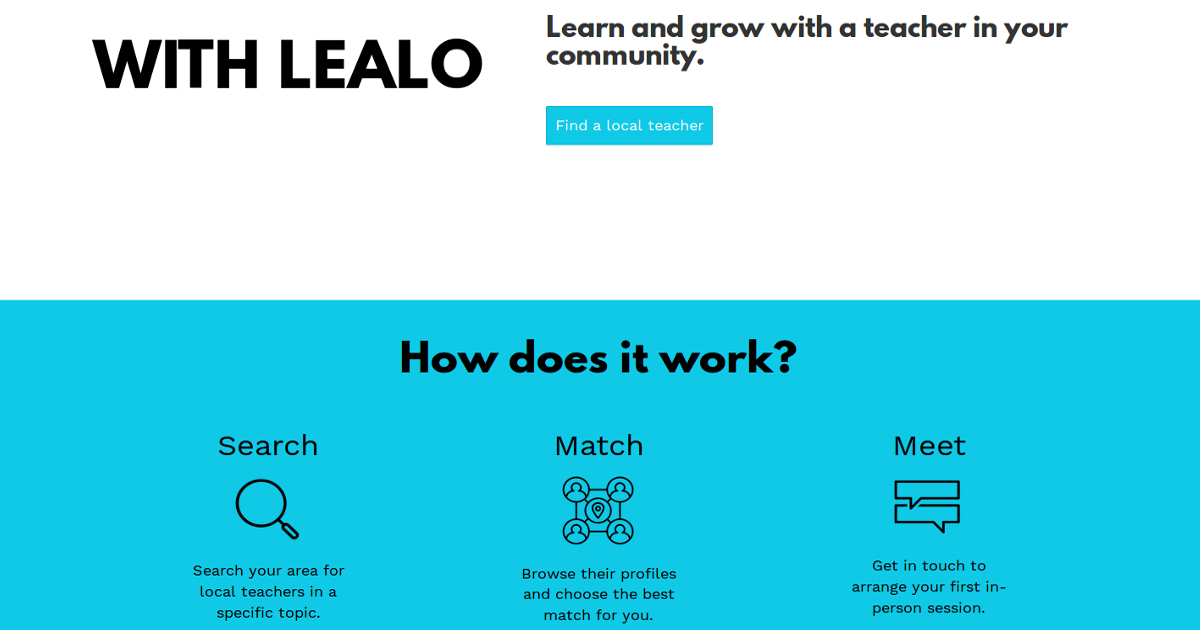 WITH LEALO
Learn and grow with a teacher in your
community.
Find a local teacher
How does it work?
Search
Match
Meet
Search your area for
local teachers in a
specific topic.
Browse their profiles
and choose the best
match for you.
Get in touch to
arrange your first in-
person session.